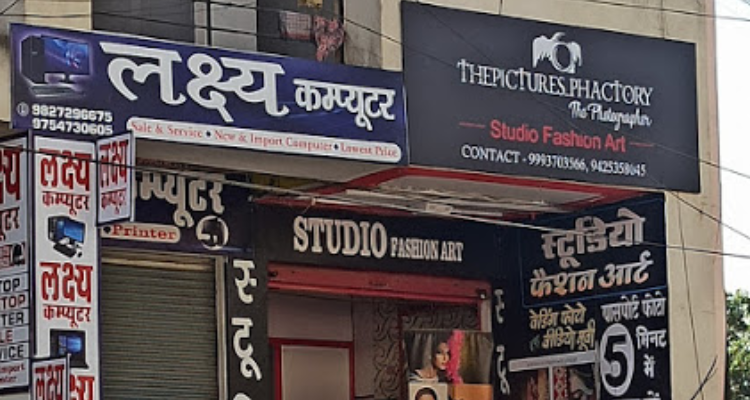 लक्ष्य कम्प्यूटर
9827296675
9754730605
Sale & Service • New & Import Computer • Lowest Price
THEPICTURES.PHACTORY
The Photographer
Studio Fashion Art
CONTACT - 9993703566, 9425358045
लक्ष्य
कम्प्यूटर
लक्ष्य
कम्प्यूटर
लक्ष्य
लक्ष्य
म्प्यूटर
Printer
STUDIO FASHION ART
स्टूडियो
फैशन आर्ट
वेडिंग फोटो
वीडियो मूवी
पासपोर्ट फोटो
5 मिनट
में
स्टू
स्टू